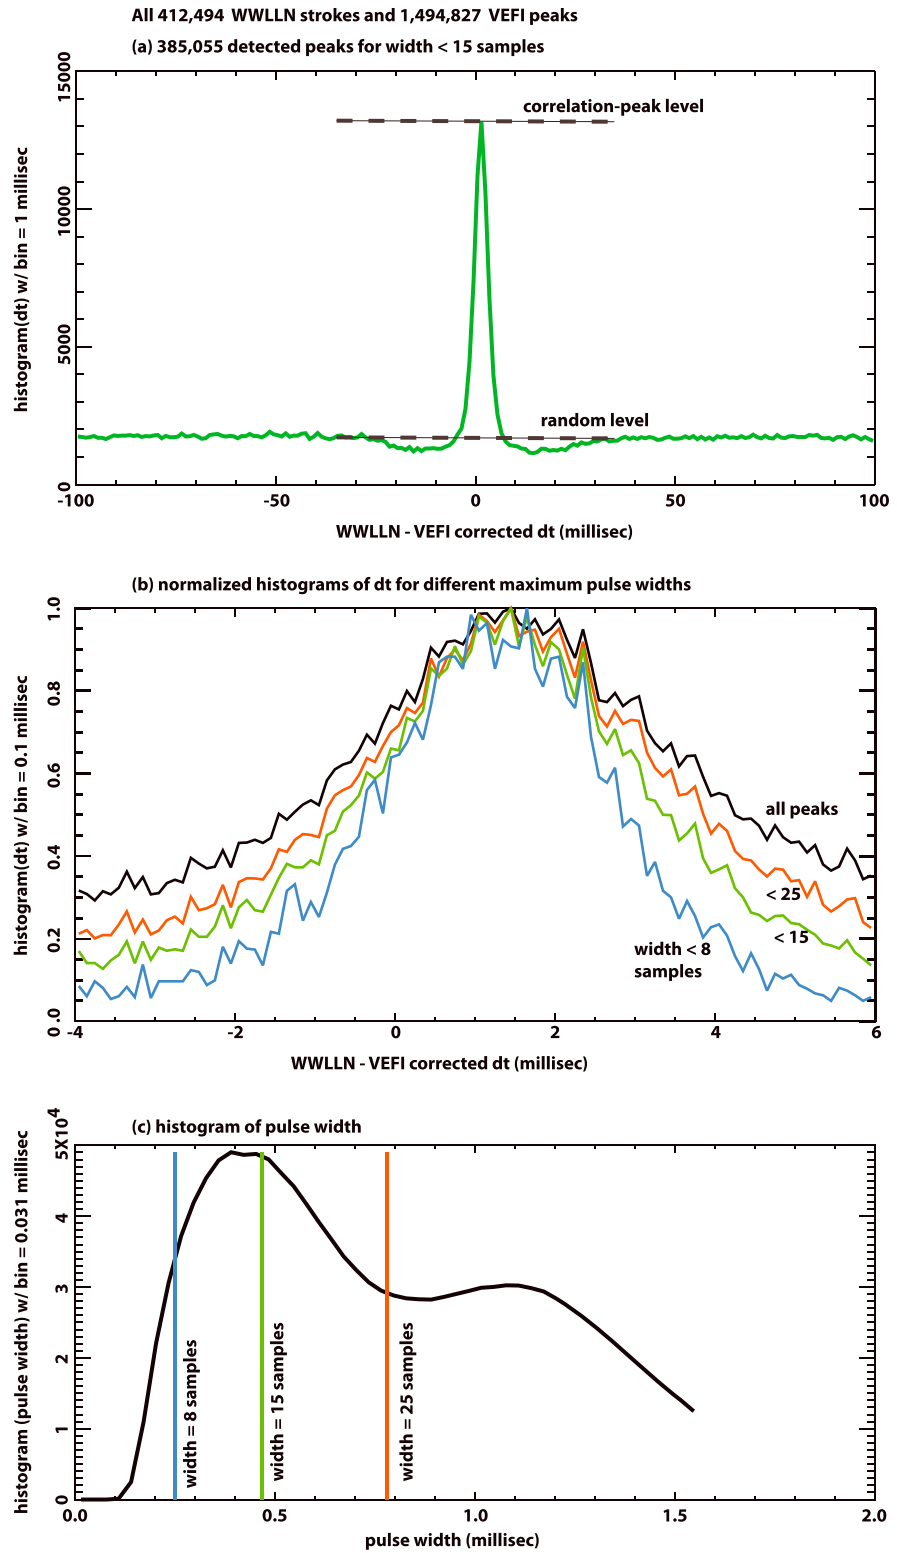 All 412,494 WWLLN strokes and 1,494,827 VEFI peaks
(a) 385,055 detected peaks for width < 15 samples
histogram(dt) w/ bin = 1 millisec
15000
10000
5000
0
correlation-peak level
random level
-100
-50
0
50
100
WWLLN - VEFI corrected dt (millisec)
(b) normalized histograms of dt for different maximum pulse widths
histogram(dt) w/ bin = 0.1 millisec
1.0
0.8
0.6
0.4
0.2
0.0
all peaks
< 25
< 15
width < 8
samples
-4
-2
0
2
4
6
WWLLN - VEFI corrected dt (millisec)
(c) histogram of pulse width
histogram (pulse width) w/ bin = 0.031 millisec
5X10⁴
4
3
2
1
0
width = 8 samples
width = 15 samples
width = 25 samples
0.0
0.5
1.0
1.5
2.0
pulse width (millisec)